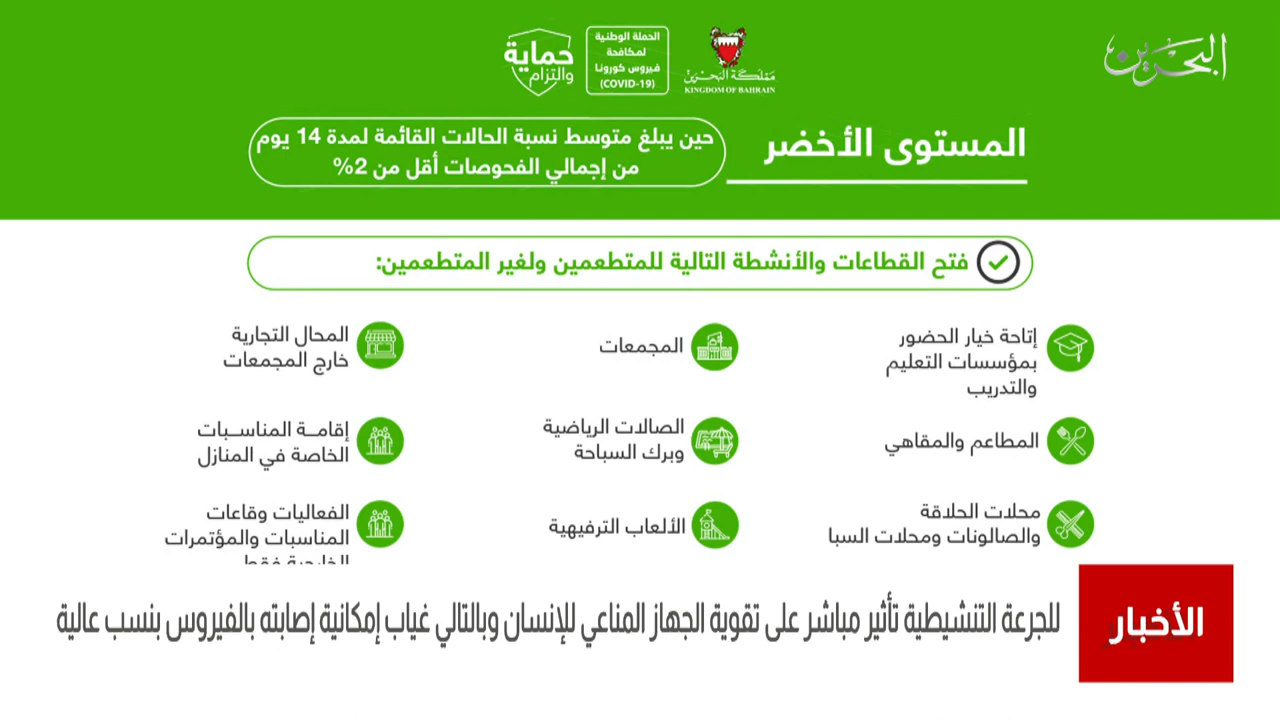 البحرين
مملكة البحرين
KINGDOM OF BAHRAIN
الحملة الوطنية
لمكافحة
فيروس كورونا
(COVID-19)
حماية
والتزام
المستوى الأخضر
حين يبلغ متوسط نسبة الحالات القائمة لمدة 14 يوم
من إجمالي الفحوصات أقل من 2%
فتح القطاعات والأنشطة التالية للمتطعمين ولغير المتطعمين:
إتاحة خيار الحضور
بمؤسسات التعليم
والتدريب
المجمعات
المحال التجارية
خارج المجمعات
المطاعم والمقاهي
الصالات الرياضية
وبرك السباحة
إقامة المناسبات
الخاصة في المنازل
محلات الحلاقة
والصالونات ومحلات السبا
الألعاب الترفيهية
الفعاليات وقاعات
المناسبات والمؤتمرات
الخارجية فقط
الأخبار
للجرعة التنشيطية تأثير مباشر على تقوية الجهاز المناعي للإنسان وبالتالي غياب إمكانية إصابته بالفيروس بنسب عالية